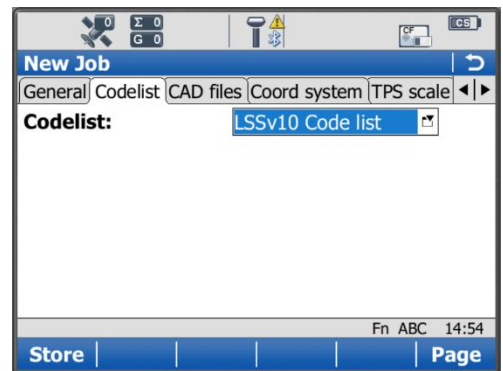 0 Σ 0 CS
G 0 CF
New Job
General Codelist CAD files Coord system TPS scale
Codelist: LSSv10 Code list
Fn ABC 14:54
Store Page